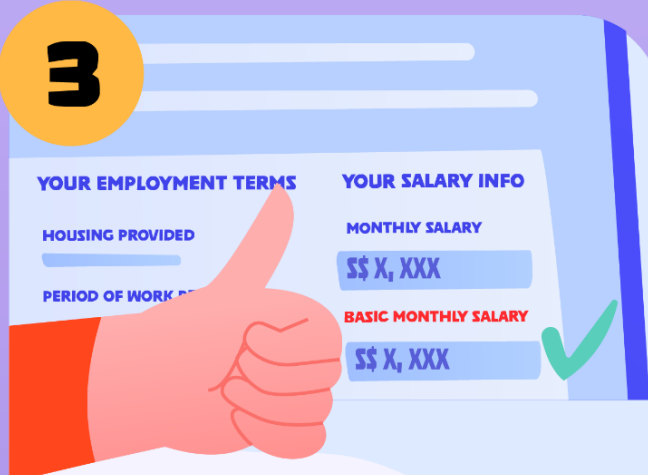 3
YOUR EMPLOYMENT TERMS
HOUSING PROVIDED
PERIOD OF WORK
YOUR SALARY INFO
MONTHLY SALARY
S$ X, XXX
BASIC MONTHLY SALARY
S$ X, XXX